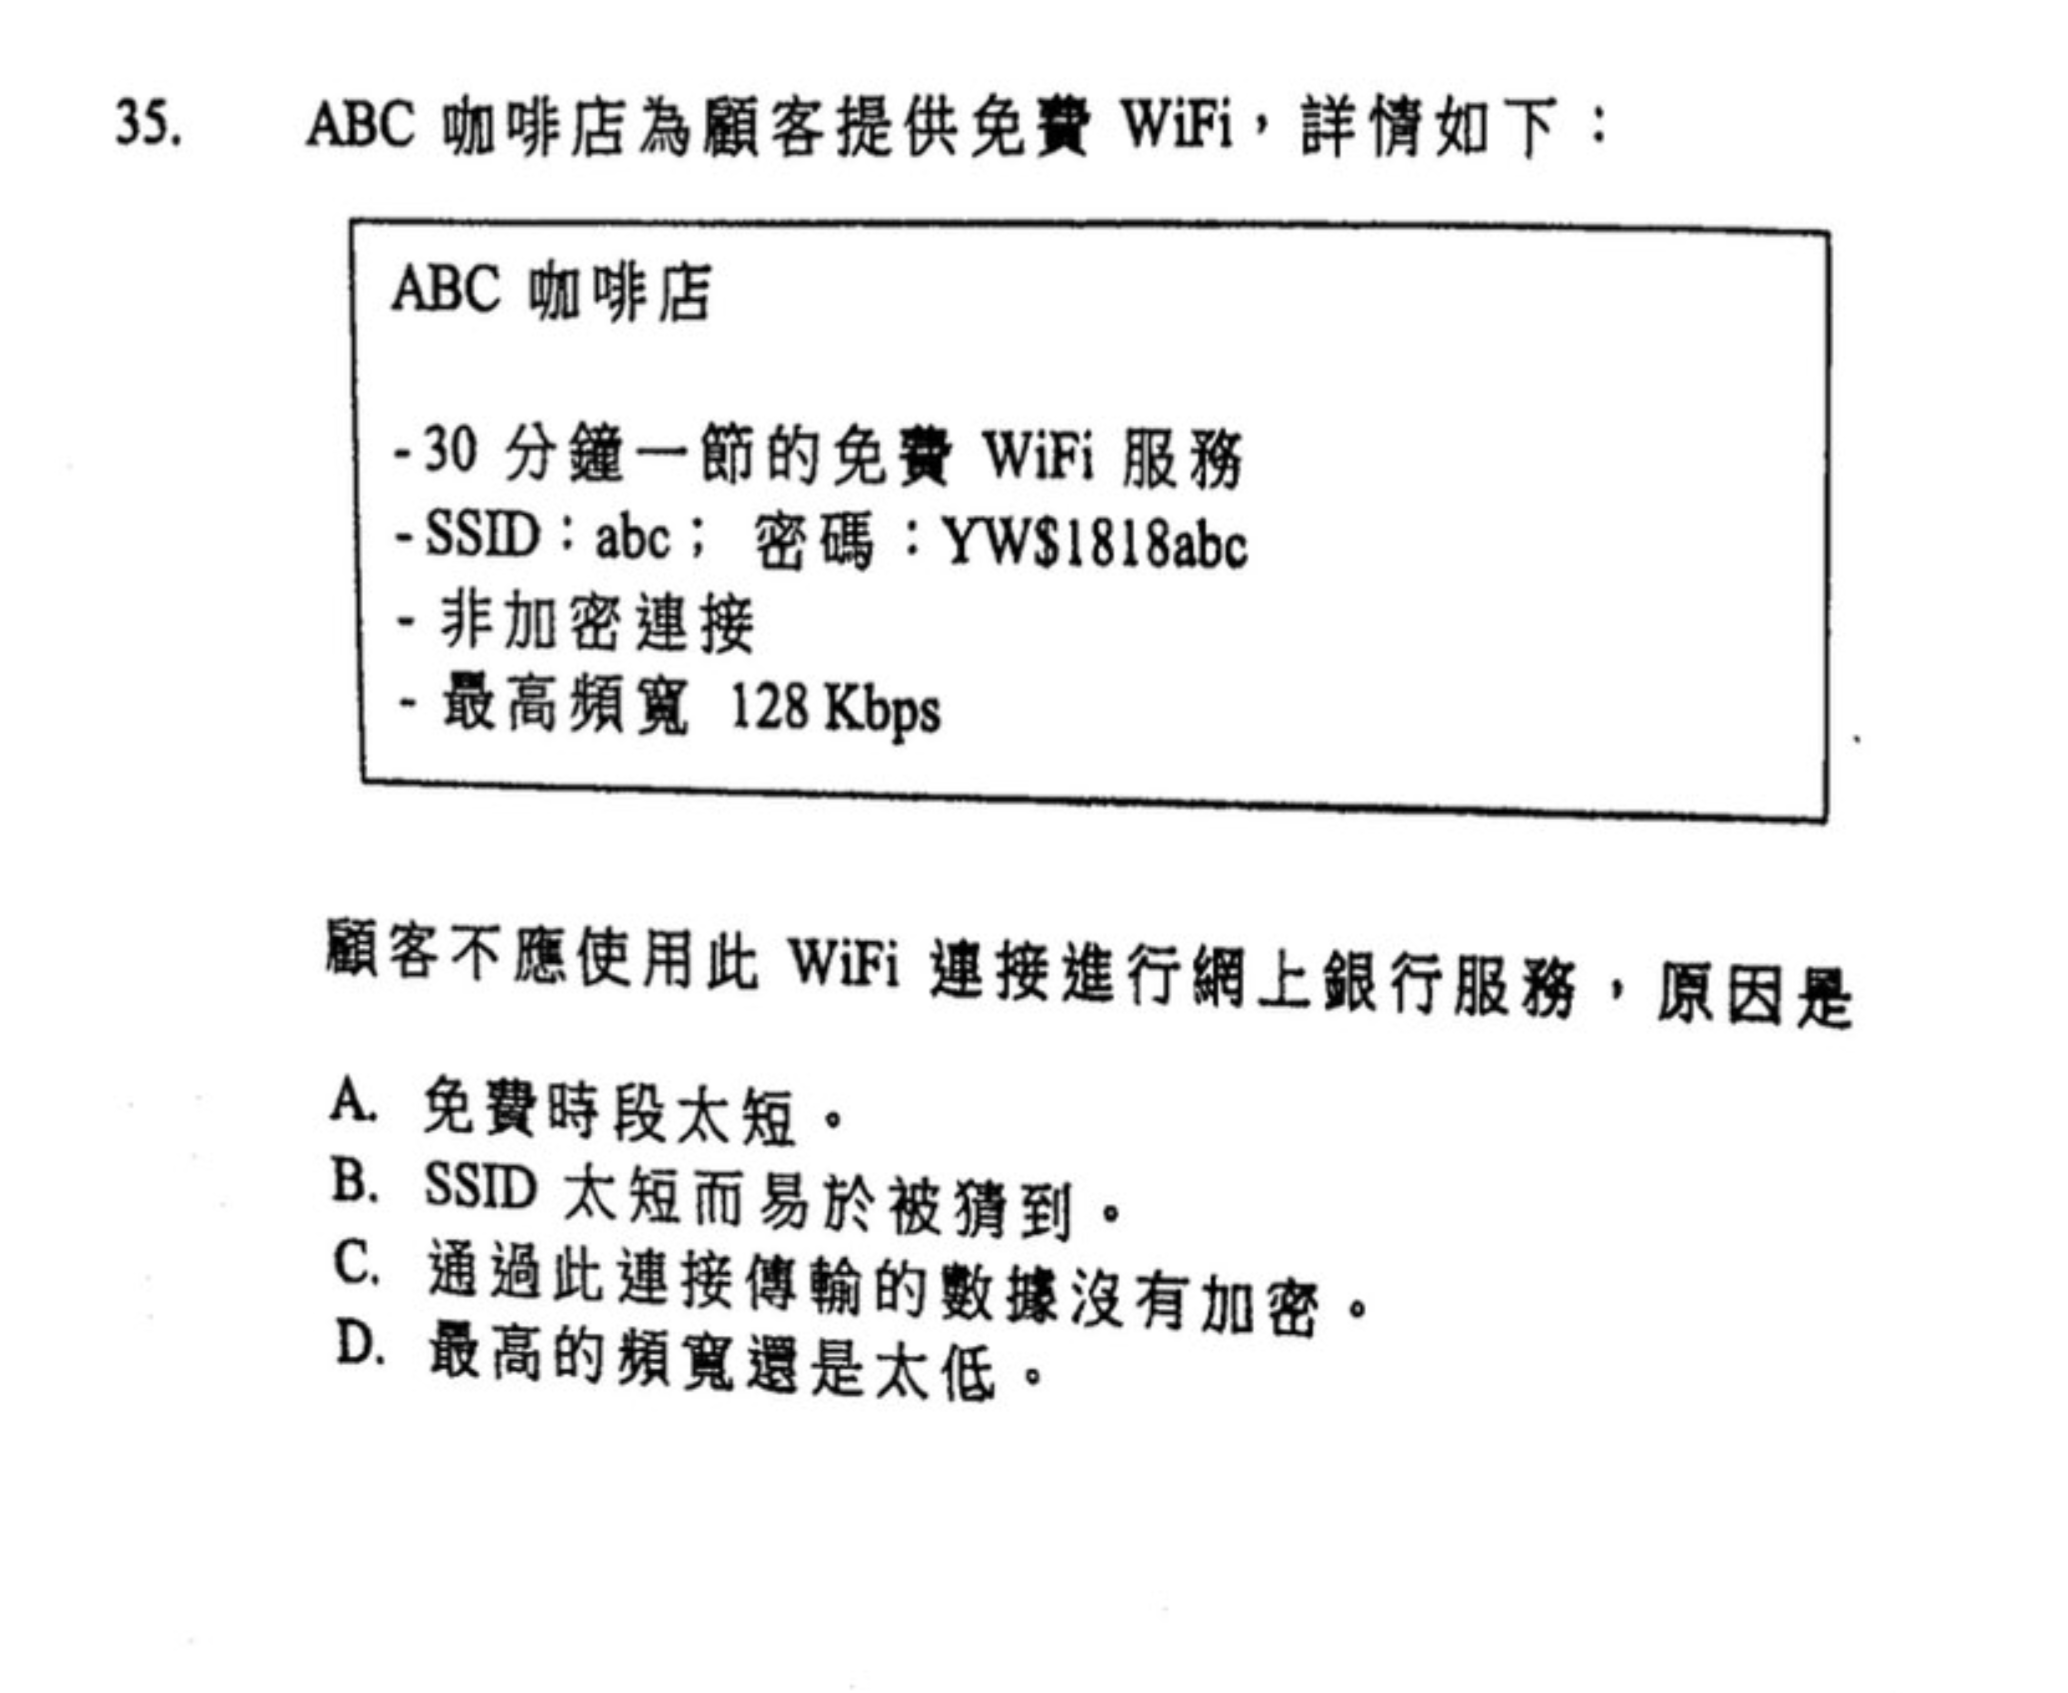 35. ABC 咖啡店為顧客提供免費 WiFi，詳情如下：
ABC 咖啡店
-30 分鐘一節的免費 WiFi 服務
-SSID：abc； 密碼：YW$1818abc
- 非加密連接
- 最高頻寬 128 Kbps
顧客不應使用此 WiFi 連接進行網上銀行服務，原因是
A. 免費時段太短。
B. SSID 太短而易於被猜到。
C. 通過此連接傳輸的數據沒有加密。
D. 最高的頻寬還是太低。